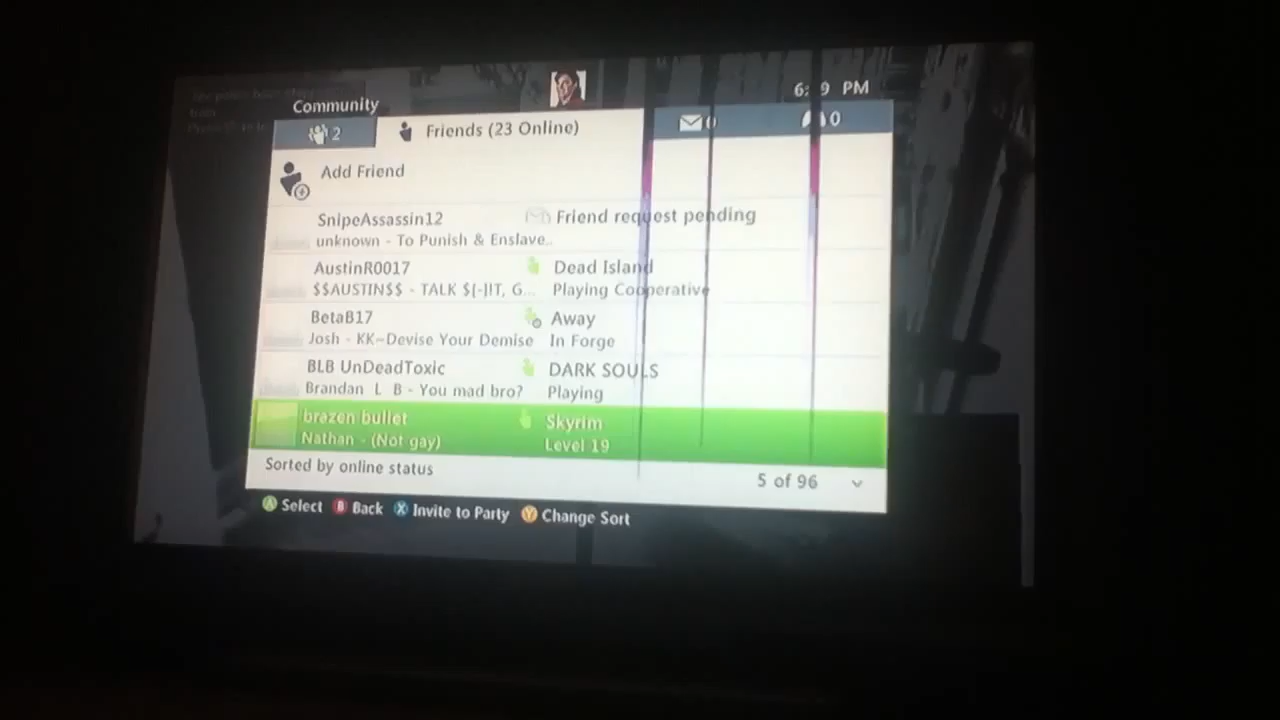 Community
6: 9 PM
2
Friends (23 Online)
0
0
Add Friend
SnipeAssassin12
Friend request pending
unknown - To Punish & Enslave..
AustinR0017
Dead Island
$$AUSTIN$$ - TALK $[-]IT, G...
Playing Cooperative
BetaB17
Away
Josh - KK~Devise Your Demise
In Forge
BLB UnDeadToxic
DARK SOULS
Brandan L B - You mad bro?
Playing
brazen bullet
Skyrim
Nathan - (Not gay)
Level 19
Sorted by online status
5 of 96
A Select B Back X Invite to Party Y Change Sort